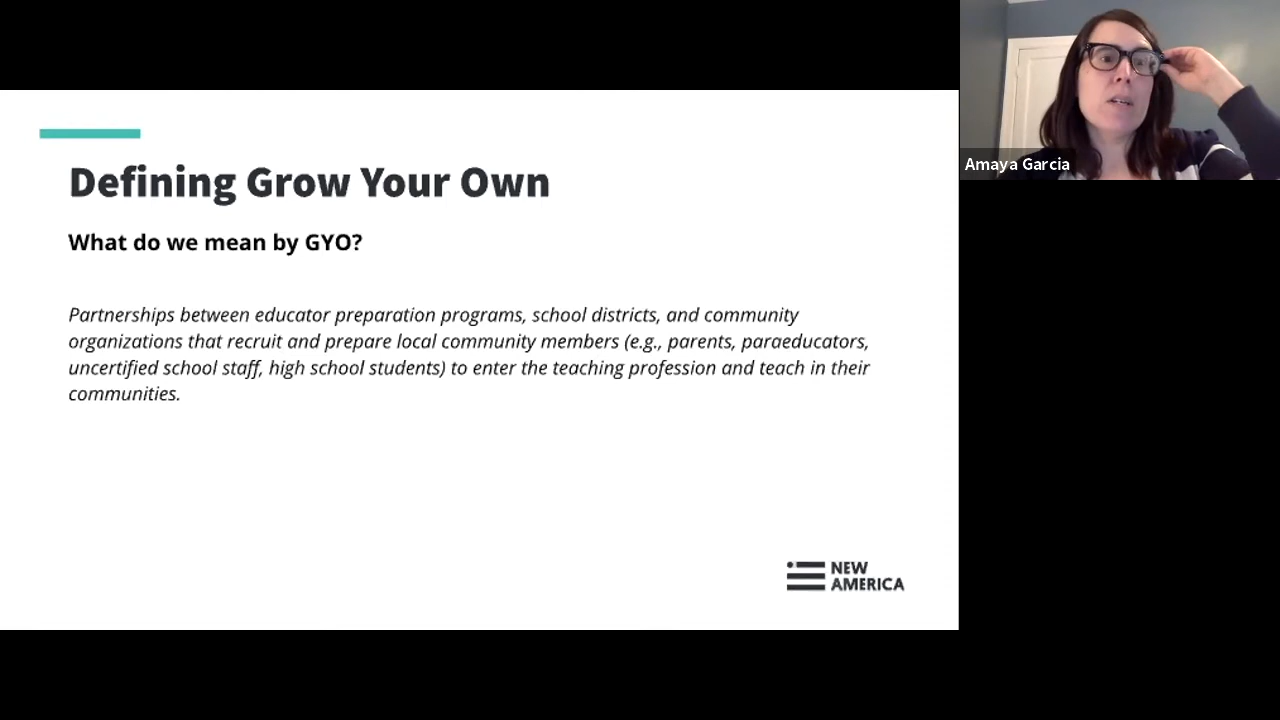 Defining Grow Your Own
What do we mean by GYO?
Partnerships between educator preparation programs, school districts, and community
organizations that recruit and prepare local community members (e.g., parents, paraeducators,
uncertified school staff, high school students) to enter the teaching profession and teach in their
communities.
NEW
AMERICA
Amaya Garcia